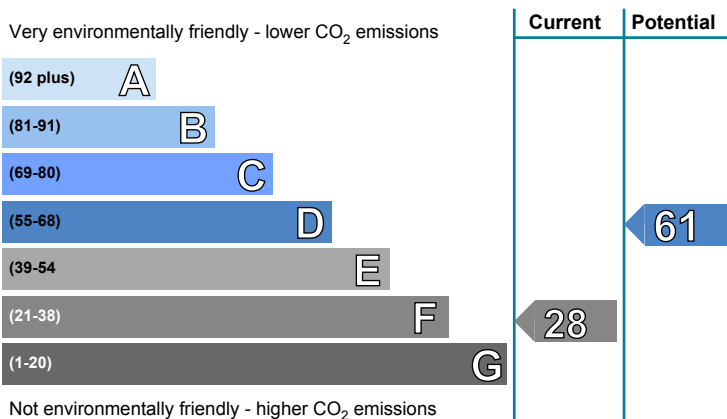 Current Potential
Very environmentally friendly - lower CO2 emissions
(92 plus) A
(81-91) B
(69-80) C
(55-68) D 61
(39-54 E
(21-38) F 28
(1-20) G
Not environmentally friendly - higher CO2 emissions